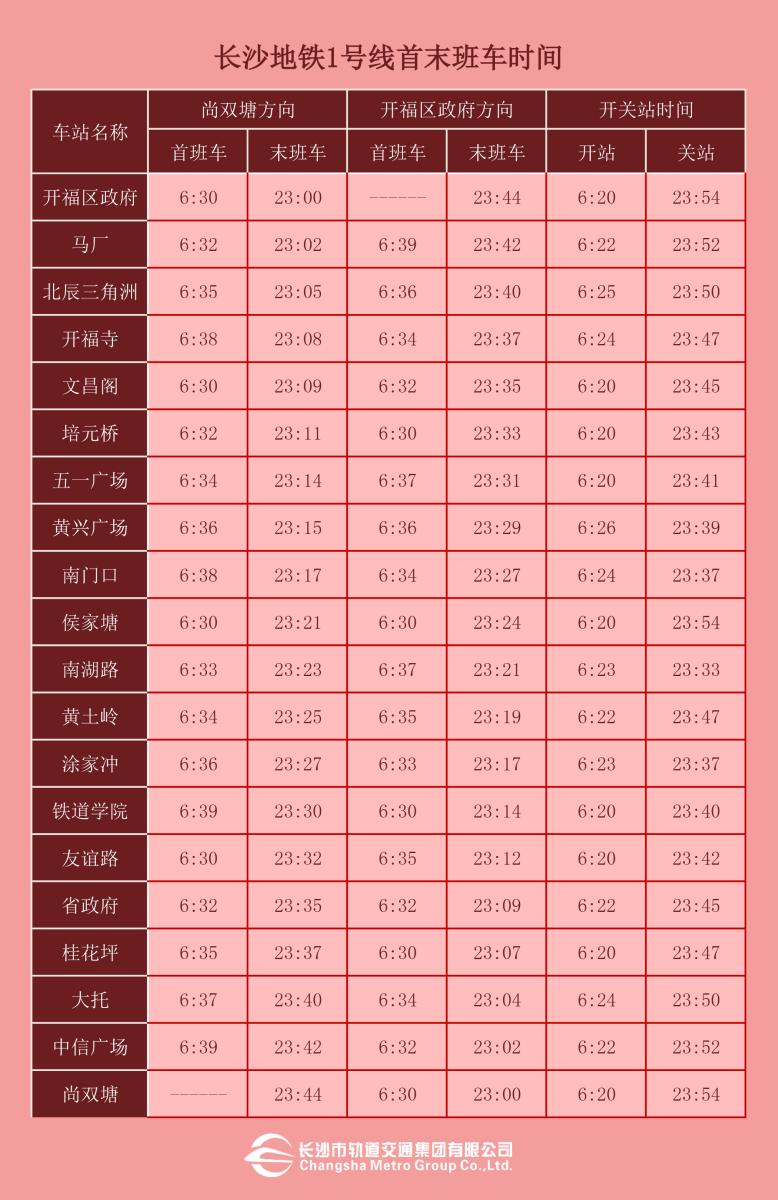 长沙地铁1号线首末班车时间
车站名称 尚双塘方向 开福区政府方向 开关站时间
首班车 末班车 首班车 末班车 开站 关站
开福区政府 6:30 23:00 ------ 23:44 6:20 23:54
马厂 6:32 23:02 6:39 23:42 6:22 23:52
北辰三角洲 6:35 23:05 6:36 23:40 6:25 23:50
开福寺 6:38 23:08 6:34 23:37 6:24 23:47
文昌阁 6:30 23:09 6:32 23:35 6:20 23:45
培元桥 6:32 23:11 6:30 23:33 6:20 23:43
五一广场 6:34 23:14 6:37 23:31 6:20 23:41
黄兴广场 6:36 23:15 6:36 23:29 6:26 23:39
南门口 6:38 23:17 6:34 23:27 6:24 23:37
侯家塘 6:30 23:21 6:30 23:24 6:20 23:54
南湖路 6:33 23:23 6:37 23:21 6:23 23:33
黄土岭 6:34 23:25 6:35 23:19 6:22 23:47
涂家冲 6:36 23:27 6:33 23:17 6:23 23:37
铁道学院 6:39 23:30 6:30 23:14 6:20 23:40
友谊路 6:30 23:32 6:35 23:12 6:20 23:42
省政府 6:32 23:35 6:32 23:09 6:22 23:45
桂花坪 6:35 23:37 6:30 23:07 6:20 23:47
大托 6:37 23:40 6:34 23:04 6:24 23:50
中信广场 6:39 23:42 6:32 23:02 6:22 23:52
尚双塘 ------ 23:44 6:30 23:00 6:20 23:54
长沙市轨道交通集团有限公司
Changsha Metro Group Co.,Ltd.